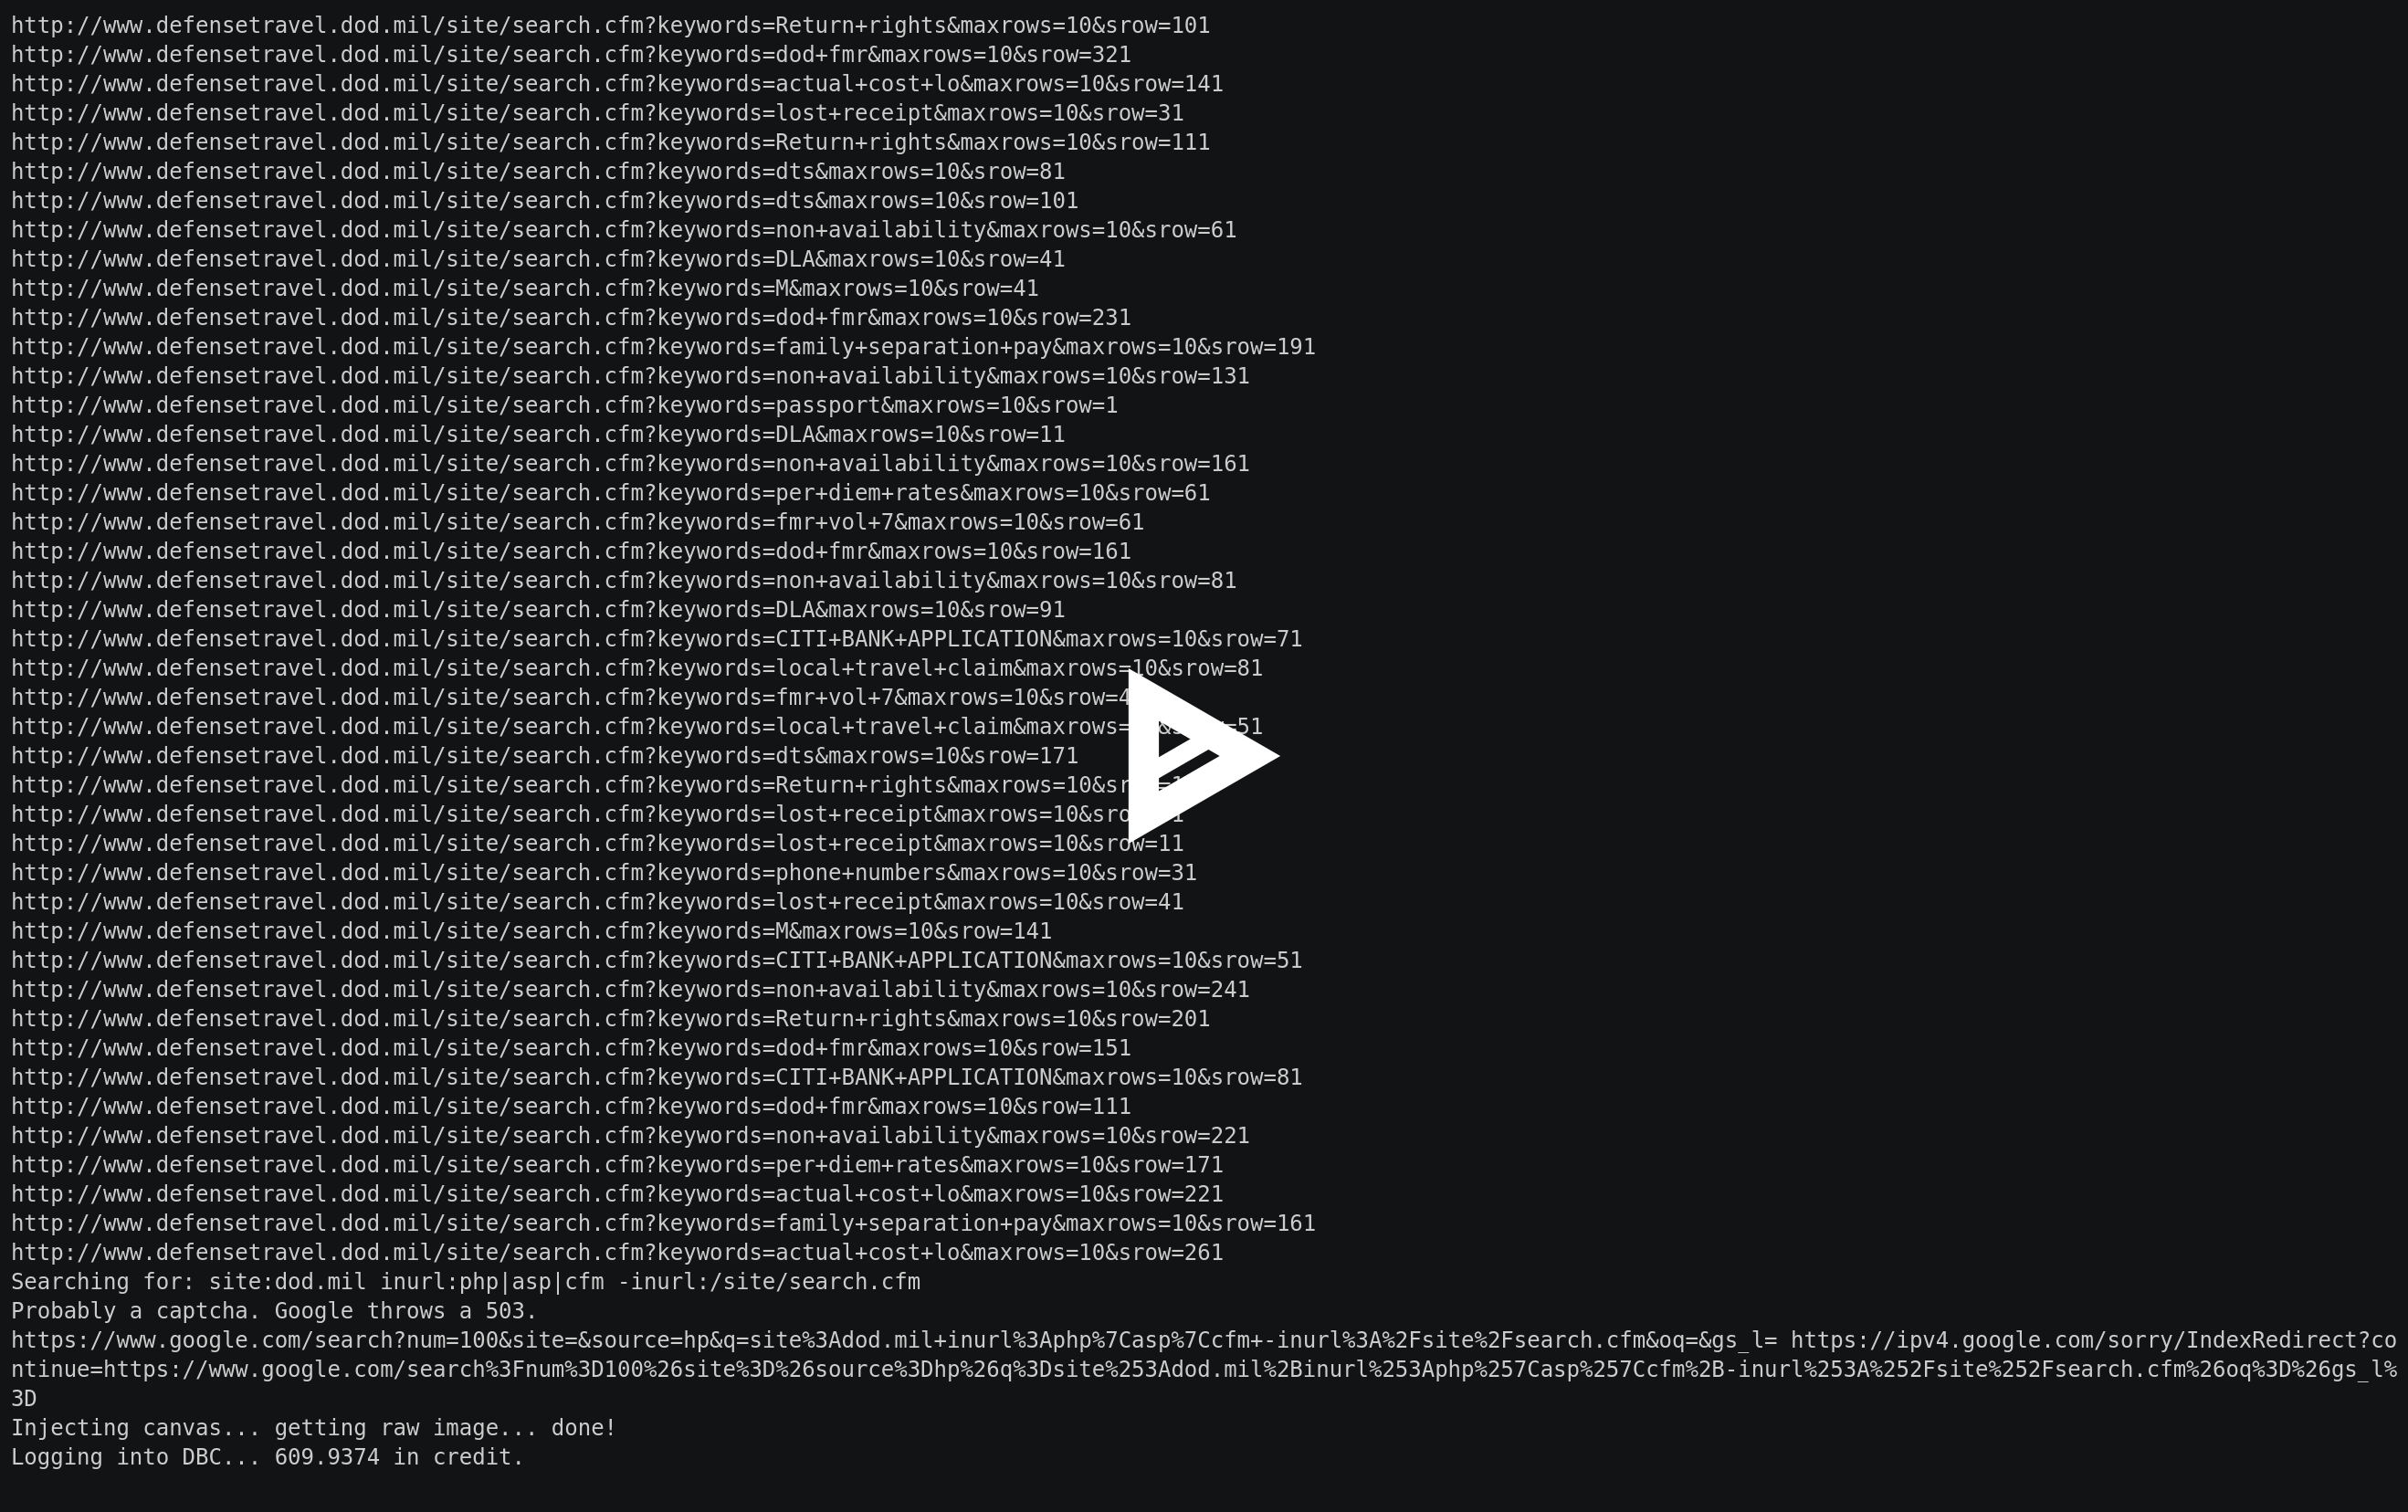 http://www.defensetravel.dod.mil/site/search.cfm?keywords=Return+rights&maxrows=10&srow=101
http://www.defensetravel.dod.mil/site/search.cfm?keywords=dod+fmr&maxrows=10&srow=321
http://www.defensetravel.dod.mil/site/search.cfm?keywords=actual+cost+lo&maxrows=10&srow=141
http://www.defensetravel.dod.mil/site/search.cfm?keywords=lost+receipt&maxrows=10&srow=31
http://www.defensetravel.dod.mil/site/search.cfm?keywords=Return+rights&maxrows=10&srow=111
http://www.defensetravel.dod.mil/site/search.cfm?keywords=dts&maxrows=10&srow=81
http://www.defensetravel.dod.mil/site/search.cfm?keywords=dts&maxrows=10&srow=101
http://www.defensetravel.dod.mil/site/search.cfm?keywords=non+availability&maxrows=10&srow=61
http://www.defensetravel.dod.mil/site/search.cfm?keywords=DLA&maxrows=10&srow=41
http://www.defensetravel.dod.mil/site/search.cfm?keywords=M&maxrows=10&srow=41
http://www.defensetravel.dod.mil/site/search.cfm?keywords=dod+fmr&maxrows=10&srow=231
http://www.defensetravel.dod.mil/site/search.cfm?keywords=family+separation+pay&maxrows=10&srow=191
http://www.defensetravel.dod.mil/site/search.cfm?keywords=non+availability&maxrows=10&srow=131
http://www.defensetravel.dod.mil/site/search.cfm?keywords=passport&maxrows=10&srow=1
http://www.defensetravel.dod.mil/site/search.cfm?keywords=DLA&maxrows=10&srow=11
http://www.defensetravel.dod.mil/site/search.cfm?keywords=non+availability&maxrows=10&srow=161
http://www.defensetravel.dod.mil/site/search.cfm?keywords=per+diem+rates&maxrows=10&srow=61
http://www.defensetravel.dod.mil/site/search.cfm?keywords=fmr+vol+7&maxrows=10&srow=61
http://www.defensetravel.dod.mil/site/search.cfm?keywords=dod+fmr&maxrows=10&srow=161
http://www.defensetravel.dod.mil/site/search.cfm?keywords=non+availability&maxrows=10&srow=81
http://www.defensetravel.dod.mil/site/search.cfm?keywords=DLA&maxrows=10&srow=91
http://www.defensetravel.dod.mil/site/search.cfm?keywords=CITI+BANK+APPLICATION&maxrows=10&srow=71
http://www.defensetravel.dod.mil/site/search.cfm?keywords=local+travel+claim&maxrows=10&srow=81
http://www.defensetravel.dod.mil/site/search.cfm?keywords=fmr+vol+7&maxrows=10&srow=4
http://www.defensetravel.dod.mil/site/search.cfm?keywords=local+travel+claim&maxrows=
http://www.defensetravel.dod.mil/site/search.cfm?keywords=dts&maxrows=10&srow=171
http://www.defensetravel.dod.mil/site/search.cfm?keywords=Return+rights&maxrows=10&sr
http://www.defensetravel.dod.mil/site/search.cfm?keywords=lost+receipt&maxrows=10&sro
http://www.defensetravel.dod.mil/site/search.cfm?keywords=lost+receipt&maxrows=10&srow=11
http://www.defensetravel.dod.mil/site/search.cfm?keywords=phone+numbers&maxrows=10&srow=31
http://www.defensetravel.dod.mil/site/search.cfm?keywords=lost+receipt&maxrows=10&srow=41
http://www.defensetravel.dod.mil/site/search.cfm?keywords=M&maxrows=10&srow=141
http://www.defensetravel.dod.mil/site/search.cfm?keywords=CITI+BANK+APPLICATION&maxrows=10&srow=51
http://www.defensetravel.dod.mil/site/search.cfm?keywords=non+availability&maxrows=10&srow=241
http://www.defensetravel.dod.mil/site/search.cfm?keywords=Return+rights&maxrows=10&srow=201
http://www.defensetravel.dod.mil/site/search.cfm?keywords=dod+fmr&maxrows=10&srow=151
http://www.defensetravel.dod.mil/site/search.cfm?keywords=CITI+BANK+APPLICATION&maxrows=10&srow=81
http://www.defensetravel.dod.mil/site/search.cfm?keywords=dod+fmr&maxrows=10&srow=111
http://www.defensetravel.dod.mil/site/search.cfm?keywords=non+availability&maxrows=10&srow=221
http://www.defensetravel.dod.mil/site/search.cfm?keywords=per+diem+rates&maxrows=10&srow=171
http://www.defensetravel.dod.mil/site/search.cfm?keywords=actual+cost+lo&maxrows=10&srow=221
http://www.defensetravel.dod.mil/site/search.cfm?keywords=family+separation+pay&maxrows=10&srow=161
http://www.defensetravel.dod.mil/site/search.cfm?keywords=actual+cost+lo&maxrows=10&srow=261
Searching for: site:dod.mil inurl:php|asp|cfm -inurl:/site/search.cfm
Probably a captcha. Google throws a 503.
https://www.google.com/search?num=100&site=&source=hp&q=site%3Adod.mil+inurl%3Aphp%7Casp%7Ccfm+-inurl%3A%2Fsite%2Fsearch.cfm&oq=&gs_l= https://ipv4.google.com/sorry/IndexRedirect?co
ntinue=https://www.google.com/search%3Fnum%3D100%26site%3D%26source%3Dhp%26q%3Dsite%253Adod.mil%2Binurl%253Aphp%257Casp%257Ccfm%2B-inurl%253A%252Fsite%252Fsearch.cfm%26oq%3D%26gs_l%
3D
Injecting canvas... getting raw image... done!
Logging into DBC... 609.9374 in credit.